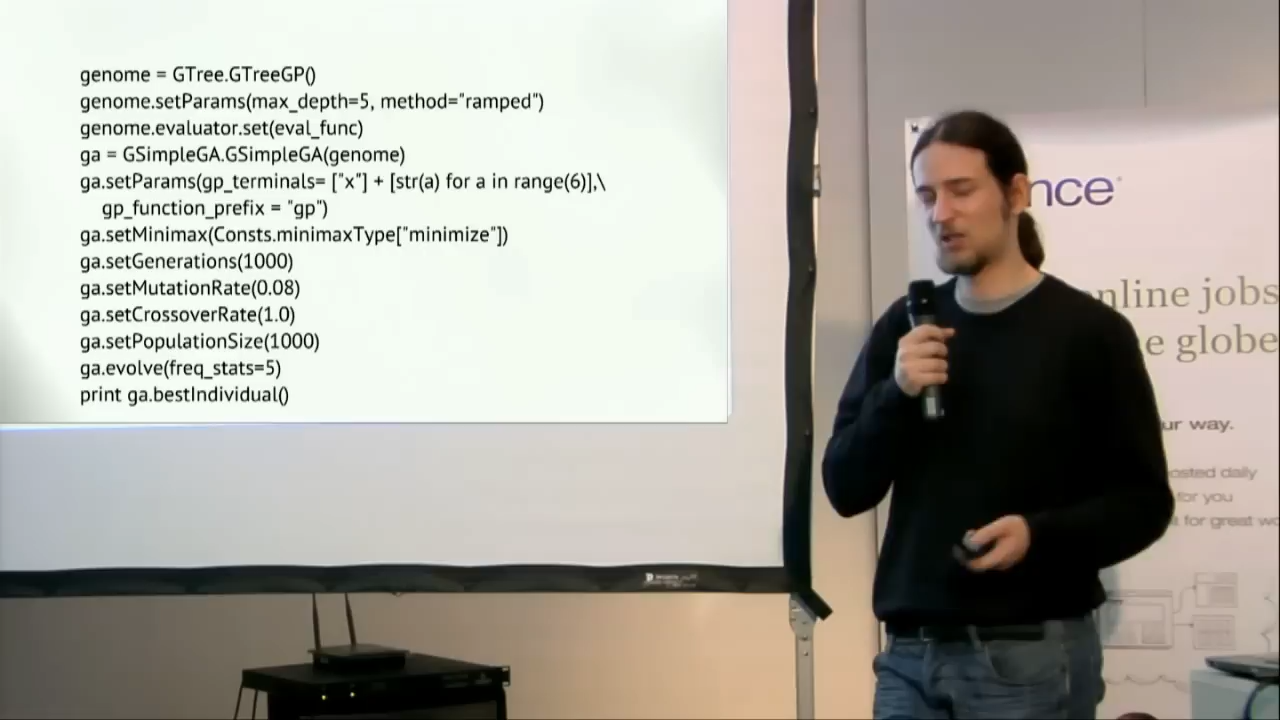 genome = GTree.GTreeGP()
genome.setParams(max_depth=5, method="ramped")
genome.evaluator.set(eval_func)
ga = GSimpleGA.GSimpleGA(genome)
ga.setParams(gp_terminals= ["x"] + [str(a) for a in range(6)],\
gp_function_prefix = "gp")
ga.setMinimax(Consts.minimaxType["minimize"])
ga.setGenerations(1000)
ga.setMutationRate(0.08)
ga.setCrossoverRate(1.0)
ga.setPopulationSize(1000)
ga.evolve(freq_stats=5)
print ga.bestIndividual()
nce
nline jobs
e globe
ur way.
osted daily
for you
t for great wo